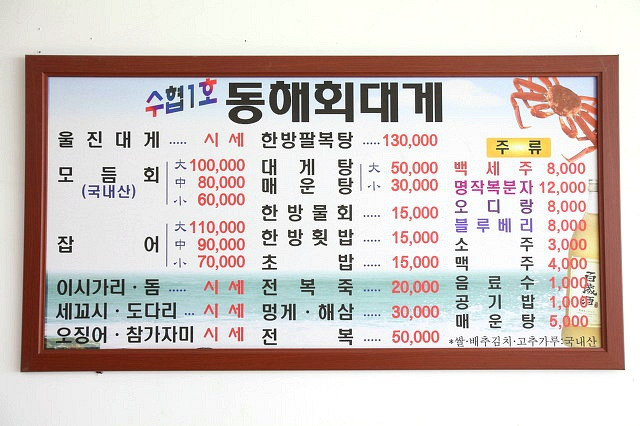 수협1호 동해회대게
울진대게 ..... 시세
모듬회 大 100,000
(국내산) 中 80,000
小 60,000
잡어 大 110,000
中 90,000
小 70,000
이시가리·돔 ..... 시세
세꼬시·도다리 ... 시세
오징어·참가자미 시세
한방팔복탕 .....130,000
대게탕 大 50,000
매운탕 小 30,000
한방물회 ..... 15,000
한방횟밥 ..... 15,000
초밥 ..... 15,000
전복죽 ..... 20,000
멍게·해삼 ..... 30,000
전복 ..... 50,000
주류
백세주 8,000
명작복분자 12,000
오디랑 8,000
블루베리 8,000
소주 3,000
맥주 4,000
음료수 1,000
공기밥 1,000
매운탕 5,000
*쌀·배추김치·고추가루:국내산
百歲酒